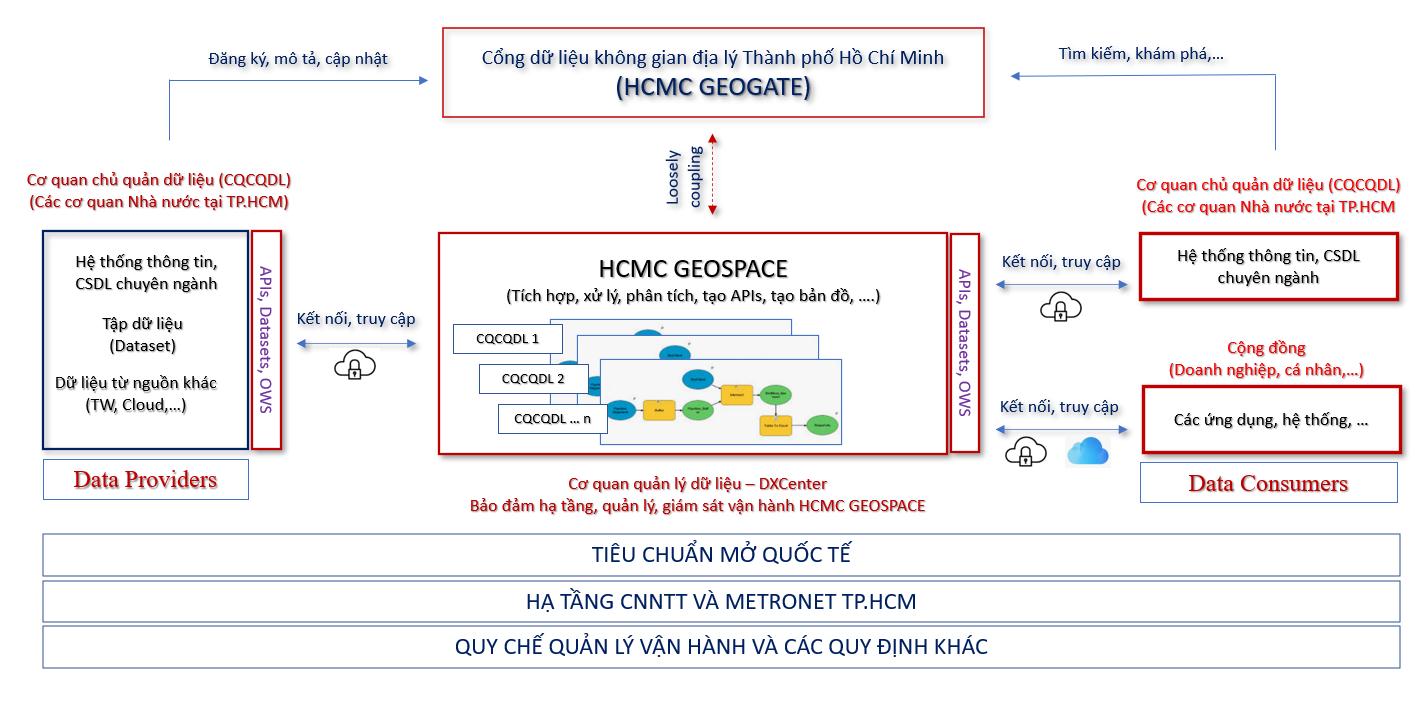 Đăng ký, mô tả, cập nhật
Cổng dữ liệu không gian địa lý Thành phố Hồ Chí Minh
(HCMC GEOGATE)
Tìm kiếm, khám phá,...
Loosely
coupling
Cơ quan chủ quản dữ liệu (CQCQDL)
(Các cơ quan Nhà nước tại TP.HCM)
Hệ thống thông tin,
CSDL chuyên ngành
Tập dữ liệu
(Dataset)
Dữ liệu từ nguồn khác
(TW, Cloud,...)
APIs, Datasets, OWS
Data Providers
Kết nối, truy cập
HCMC GEOSPACE
(Tích hợp, xử lý, phân tích, tạo APIs, tạo bản đồ, ....)
CQCQDL 1
CQCQDL 2
CQCQDL ... n
Buffer
Intersect
Table To Excel
APIs, Datasets, OWS
Cơ quan quản lý dữ liệu – DXCenter
Bảo đảm hạ tầng, quản lý, giám sát vận hành HCMC GEOSPACE
Kết nối, truy cập
Kết nối, truy cập
Cơ quan chủ quản dữ liệu (CQCQDL)
(Các cơ quan Nhà nước tại TP.HCM
Hệ thống thông tin, CSDL
chuyên ngành
Cộng đồng
(Doanh nghiệp, cá nhân,...)
Các ứng dụng, hệ thống, ...
Data Consumers
TIÊU CHUẨN MỞ QUỐC TẾ
HẠ TẦNG CNNTT VÀ METRONET TP.HCM
QUY CHẾ QUẢN LÝ VẬN HÀNH VÀ CÁC QUY ĐỊNH KHÁC